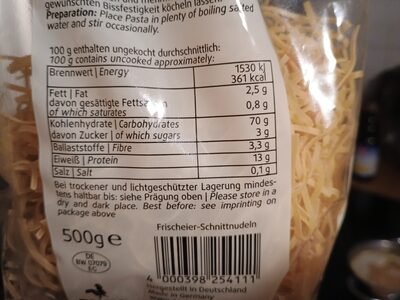 gewünschten Bissfestigkeit köcheln lassen.
Preparation: Place Pasta in plenty of boiling salted
water and stir occasionally.
100 g enthalten ungekocht durchschnittlich:
100 g contains uncooked approximately:
Brennwert | Energy 1530 kj
361 kcal
Fett | Fat 2,5 g
davon gesättigte Fettsäuren
of which saturates 0,8 g
Kohlenhydrate | Carbohydrates 70 g
davon Zucker | of which sugars 3 g
Ballaststoffe | Fibre 3,3 g
Eiweiß | Protein 13 g
Salz | Salt 0,1 g
Bei trockener und lichtgeschützter Lagerung mindes-
tens haltbar bis: siehe Prägung oben | Please store in a
dry and dark place. Best before: see imprinting on
package above
500g e
Frischeier-Schnittnudeln
DE
BW 07079
EG
4 000398 254111
Hergestellt in Deutschland
Made in Germany